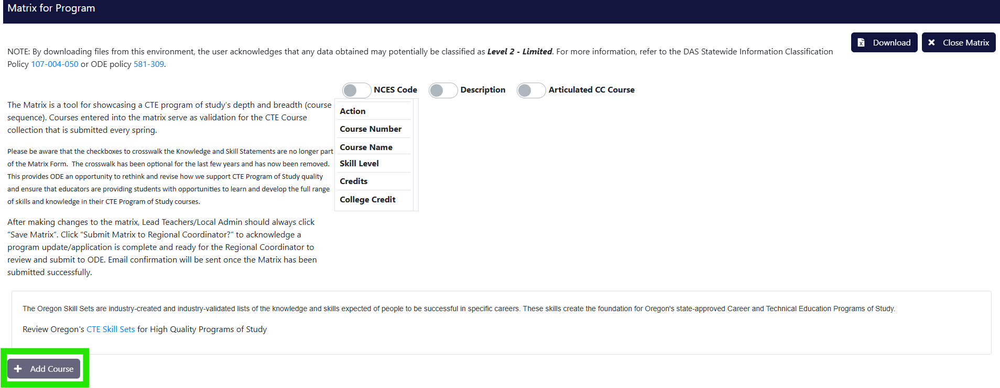 Matrix for Program
Download
Close Matrix
NOTE: By downloading files from this environment, the user acknowledges that any data obtained may potentially be classified as Level 2 - Limited. For more information, refer to the DAS Statewide Information Classification
Policy 107-004-050 or ODE policy 581-309.
NCES Code
Description
Articulated CC Course
The Matrix is a tool for showcasing a CTE program of study's depth and breadth (course
sequence). Courses entered into the matrix serve as validation for the CTE Course
collection that is submitted every spring.
Please be aware that the checkboxes to crosswalk the Knowledge and Skill Statements are no longer part
of the Matrix Form.  The crosswalk has been optional for the last few years and has now been removed.
This provides ODE an opportunity to rethink and revise how we support CTE Program of Study quality
and ensure that educators are providing students with opportunities to learn and develop the full range
of skills and knowledge in their CTE Program of Study courses.
After making changes to the matrix, Lead Teachers/Local Admin should always click
“Save Matrix”. Click “Submit Matrix to Regional Coordinator?” to acknowledge a
program update/application is complete and ready for the Regional Coordinator to
review and submit to ODE. Email confirmation will be sent once the Matrix has been
submitted successfully.
Action
Course Number
Course Name
Skill Level
Credits
College Credit
The Oregon Skill Sets are industry-created and industry-validated lists of the knowledge and skills expected of people to be successful in specific careers. These skills create the foundation for Oregon's state-approved Career and Technical Education Programs of Study.
Review Oregon's CTE Skill Sets for High Quality Programs of Study
Add Course